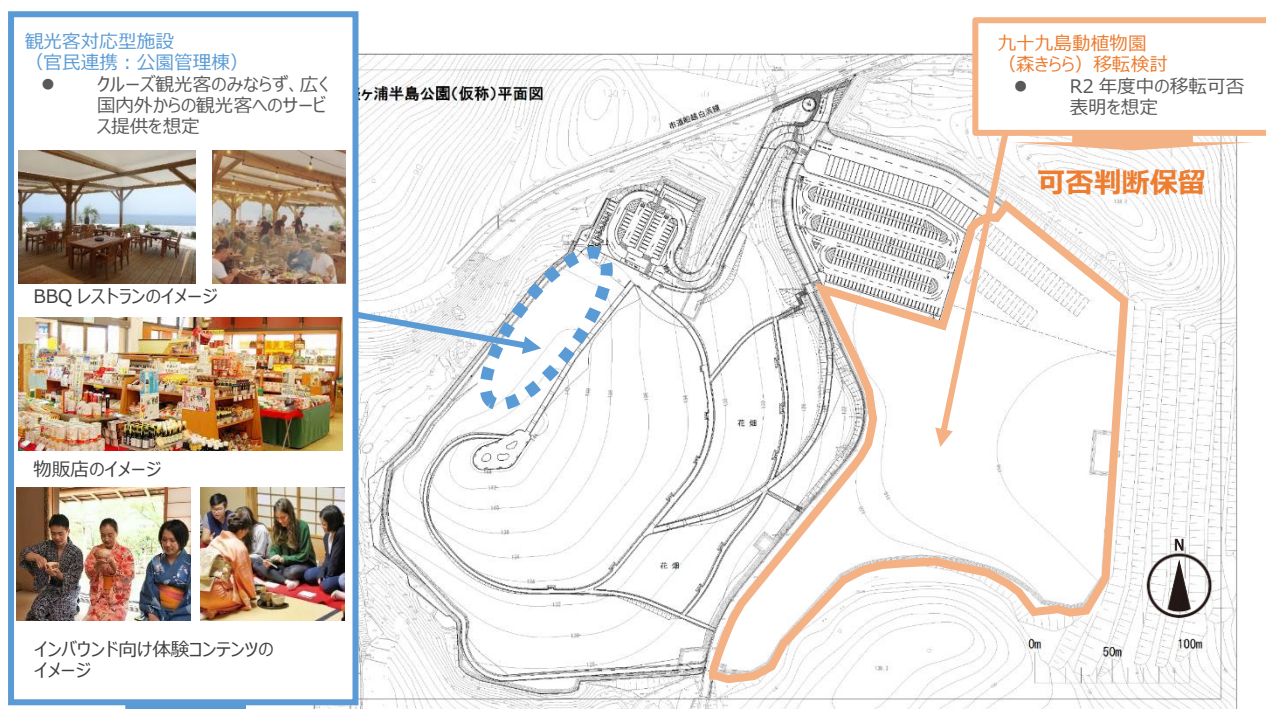 観光客対応型施設
（官民連携：公園管理棟）
● クルーズ観光客のみならず、広く
国内外からの観光客へのサービ
ス提供を想定
BBQ レストランのイメージ
物販店のイメージ
インバウンド向け体験コンテンツの
イメージ
ヶ浦半島公園(仮称)平面図
市道船越白浜線
花畑
花畑
九十九島動植物園
（森きらら）移転検討
● R2 年度中の移転可否
表明を想定
可否判断保留
N
0m
50m
100m